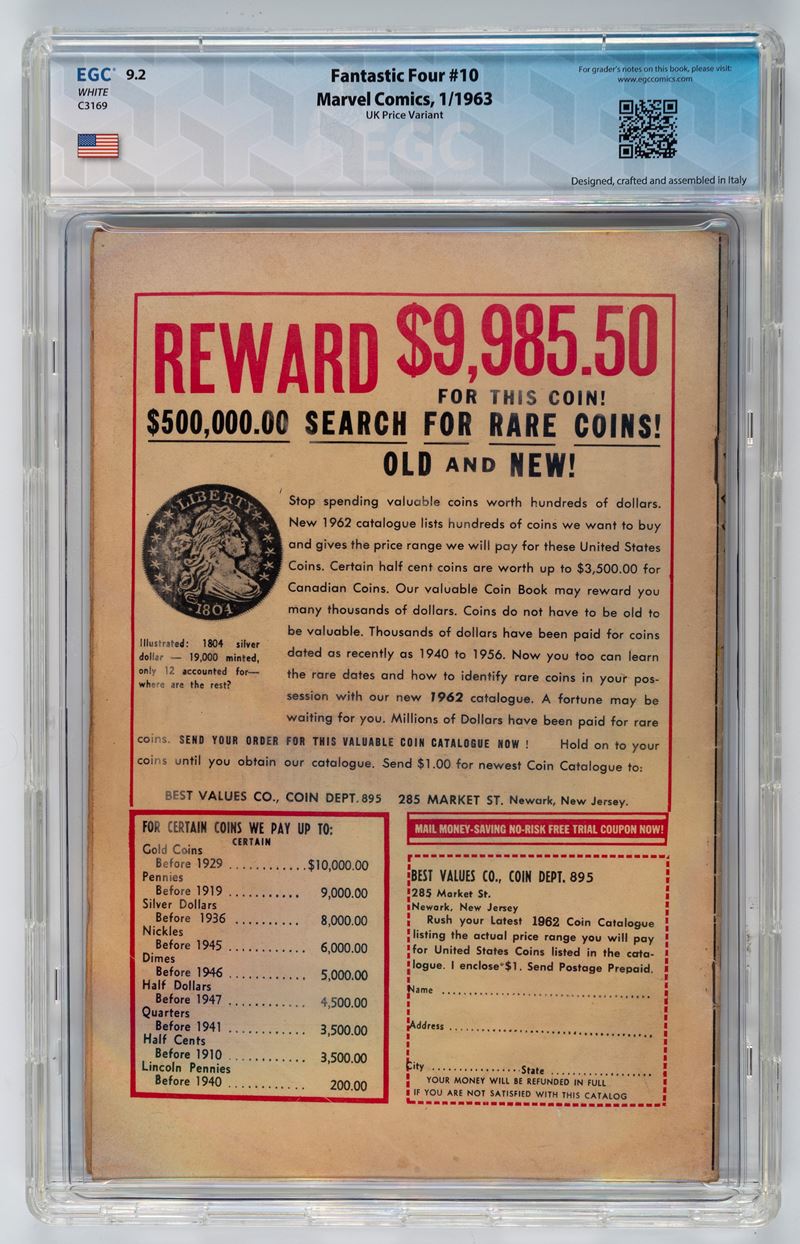 EGC® 9.2
WHITE
C3169
Fantastic Four #10
Marvel Comics, 1/1963
UK Price Variant
EGC
For grader's notes on this book, please visit:
www.egccomics.com
Designed, crafted and assembled in Italy
REWARD $9,985.50
FOR THIS COIN!
$500,000.00 SEARCH FOR RARE COINS!
OLD AND NEW!
LIBERTY
1804
Illustrated: 1804 silver
dollar — 19,000 minted,
only 12 accounted for—
where are the rest?
Stop spending valuable coins worth hundreds of dollars.
New 1962 catalogue lists hundreds of coins we want to buy
and gives the price range we will pay for these United States
Coins. Certain half cent coins are worth up to $3,500.00 for
Canadian Coins. Our valuable Coin Book may reward you
many thousands of dollars. Coins do not have to be old to
be valuable. Thousands of dollars have been paid for coins
dated as recently as 1940 to 1956. Now you too can learn
the rare dates and how to identify rare coins in your pos-
session with our new 1962 catalogue. A fortune may be
waiting for you. Millions of Dollars have been paid for rare
coins. SEND YOUR ORDER FOR THIS VALUABLE COIN CATALOGUE NOW ! Hold on to your
coins until you obtain our catalogue. Send $1.00 for newest Coin Catalogue to:
BEST VALUES CO., COIN DEPT. 895 285 MARKET ST. Newark, New Jersey.
FOR CERTAIN COINS WE PAY UP TO:
CERTAIN
Gold Coins
Before 1929 ............$10,000.00
Pennies
Before 1919 ........... 9,000.00
Silver Dollars
Before 1936 .......... 8,000.00
Nickles
Before 1945 ............ 6,000.00
Dimes
Before 1946 ............ 5,000.00
Half Dollars
Before 1947 ............ 4,500.00
Quarters
Before 1941 ............ 3,500.00
Half Cents
Before 1910 ............ 3,500.00
Lincoln Pennies
Before 1940 ............ 200.00
MAIL MONEY-SAVING NO-RISK FREE TRIAL COUPON NOW!
BEST VALUES CO., COIN DEPT. 895
285 Market St.
Newark, New Jersey
Rush your Latest 1962 Coin Catalogue
listing the actual price range you will pay
for United States Coins listed in the cata-
logue. I enclose $1. Send Postage Prepaid.
Name ........................................
Address ......................................
City ................. State ...................
YOUR MONEY WILL BE REFUNDED IN FULL
IF YOU ARE NOT SATISFIED WITH THIS CATALOG